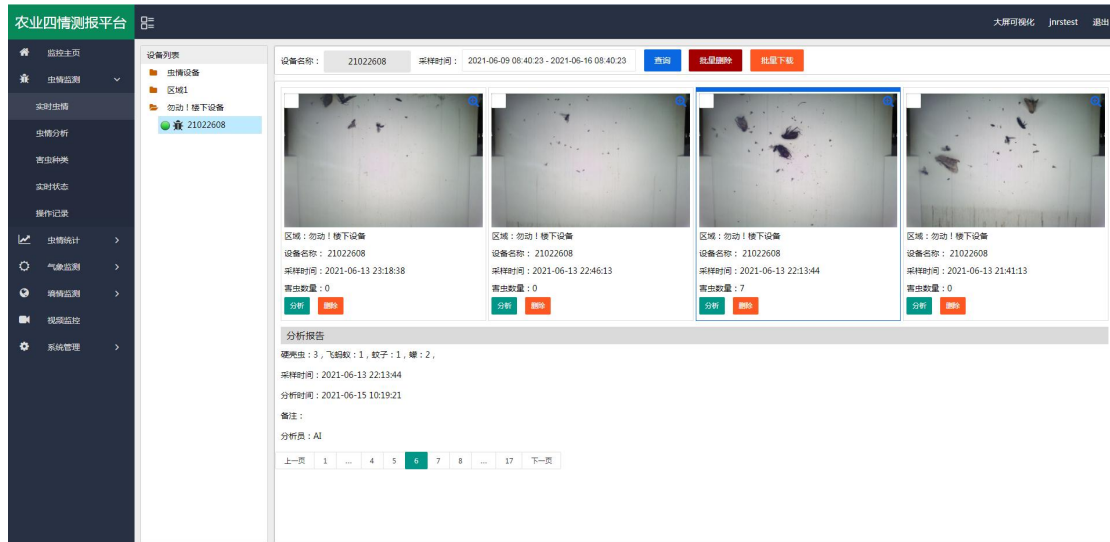 农业四情测报平台
大屏可视化 jnrstest 退出
监控主页
虫情监测
实时虫情
虫情分析
害虫种类
实时状态
操作记录
虫情统计
气象监测
墒情监测
视频监控
系统管理
设备列表
虫情设备
区域1
勿动！楼下设备
21022608
设备名称： 21022608 采样时间： 2021-06-09 08:40:23 - 2021-06-16 08:40:23 查询 批量删除 批量下载
区域：勿动！楼下设备
设备名称： 21022608
采样时间：2021-06-13 23:18:38
害虫数量：0
分析 删除
区域：勿动！楼下设备
设备名称： 21022608
采样时间：2021-06-13 22:46:13
害虫数量：0
分析 删除
区域：勿动！楼下设备
设备名称： 21022608
采样时间：2021-06-13 22:13:44
害虫数量：7
分析 删除
区域：勿动！楼下设备
设备名称： 21022608
采样时间：2021-06-13 21:41:13
害虫数量：0
分析 删除
分析报告
硬壳虫：3，飞蚂蚁：1，蚊子：1，蠓：2，
采样时间：2021-06-13 22:13:44
分析时间：2021-06-15 10:19:21
备注：
分析员：AI
上一页 1 ... 4 5 6 7 8 ... 17 下一页